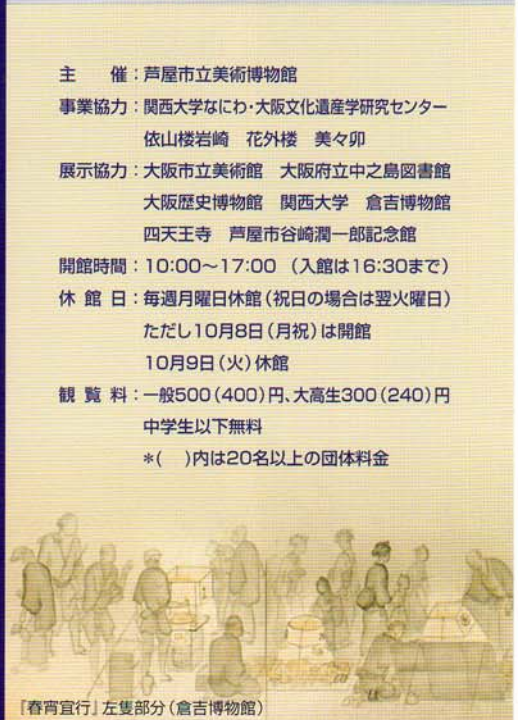 主　催：芦屋市立美術博物館
事業協力：関西大学なにわ・大阪文化遺産学研究センター
依山楼岩崎　花外楼　美々卯
展示協力：大阪市立美術館　大阪府立中之島図書館
大阪歴史博物館　関西大学　倉吉博物館
四天王寺　芦屋市谷崎潤一郎記念館
開館時間：10:00～17:00　（入館は16:30まで）
休 館 日：毎週月曜日休館（祝日の場合は翌火曜日）
ただし10月8日（月祝）は開館
10月9日（火）休館
観 覧 料：一般500（400）円、大高生300（240）円
中学生以下無料
*（　）内は20名以上の団体料金
『春宵宜行』左隻部分（倉吉博物館）